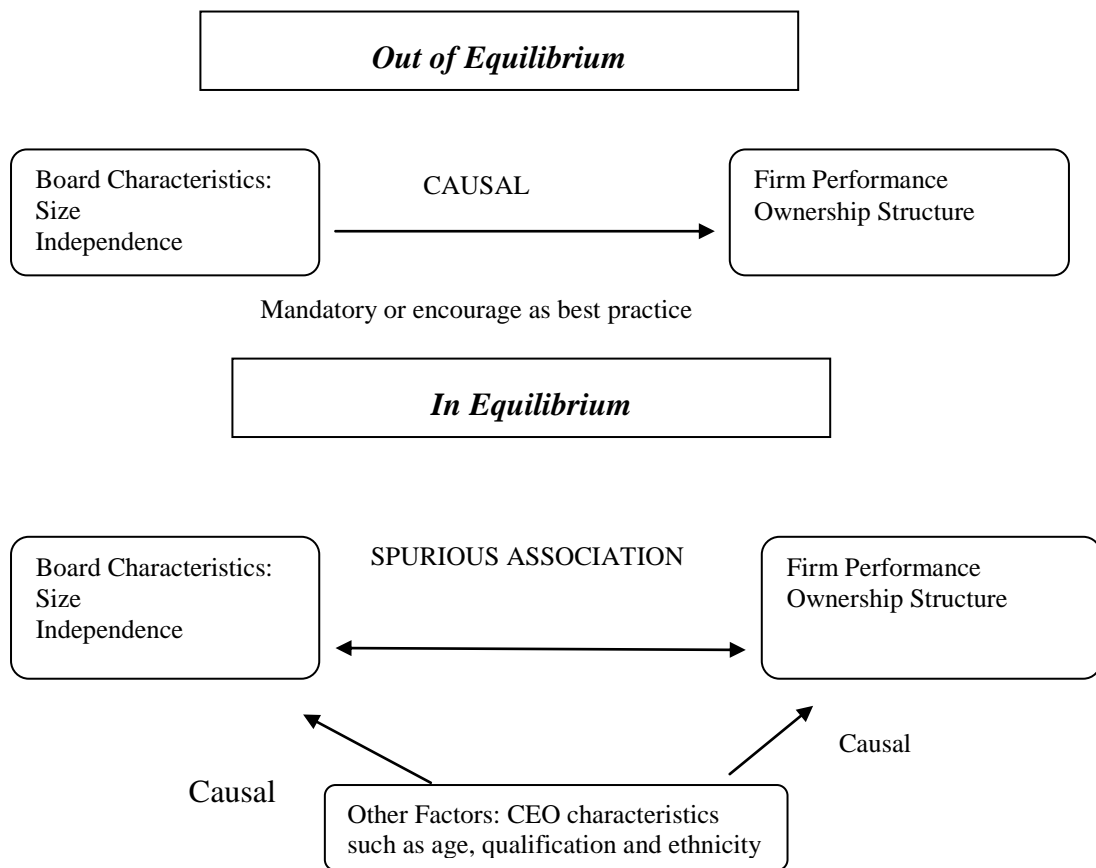 Out of Equilibrium
Board Characteristics:
Size
Independence
CAUSAL
Firm Performance
Ownership Structure
Mandatory or encourage as best practice
In Equilibrium
Board Characteristics:
Size
Independence
SPURIOUS ASSOCIATION
Firm Performance
Ownership Structure
Causal
Causal
Other Factors: CEO characteristics
such as age, qualification and ethnicity